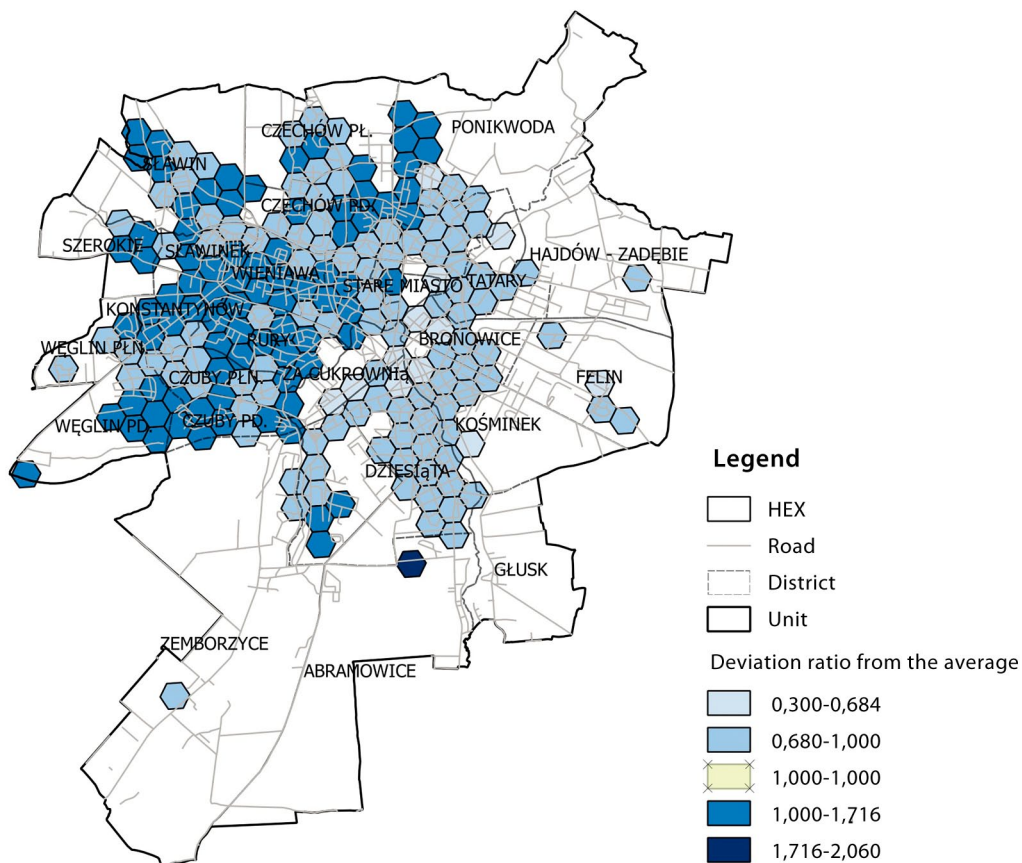 CZECHÓW PŁ.
PONIKWODA
SŁAWIN
CZECHÓW PD.
SZEROKIE
SŁAWINEK
HAJDÓW - ZADĘBIE
WIENIAWA
STARE MIASTO
TATARY
KONSTANTYNÓW
RURY
BRONOWICE
WĘGLIN PŁN.
CZUBY PŁN.
ZA CUKROWNIą
FELIN
WĘGLIN PD.
CZUBY PD.
KOŚMINEK
DZIESIąTA
Legend
HEX
Road
District
Unit
GŁUSK
ZEMBORZYCE
ABRAMOWICE
Deviation ratio from the average
0,300-0,684
0,680-1,000
1,000-1,000
1,000-1,716
1,716-2,060